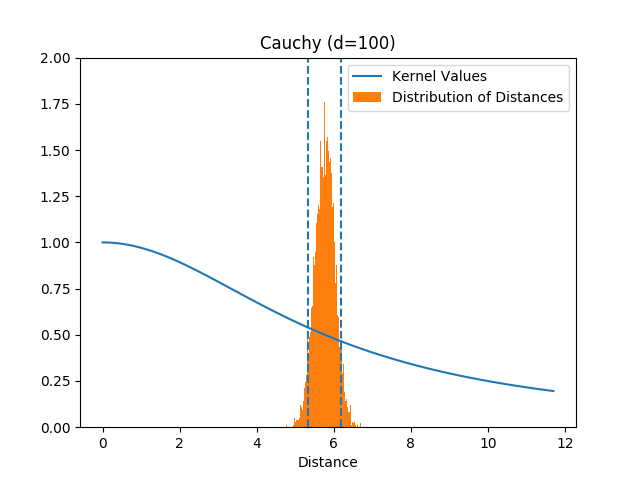 Cauchy (d=100)
Kernel Values
Distribution of Distances
2.00
1.75
1.50
1.25
1.00
0.75
0.50
0.25
0.00
0 2 4 6 8 10 12
Distance